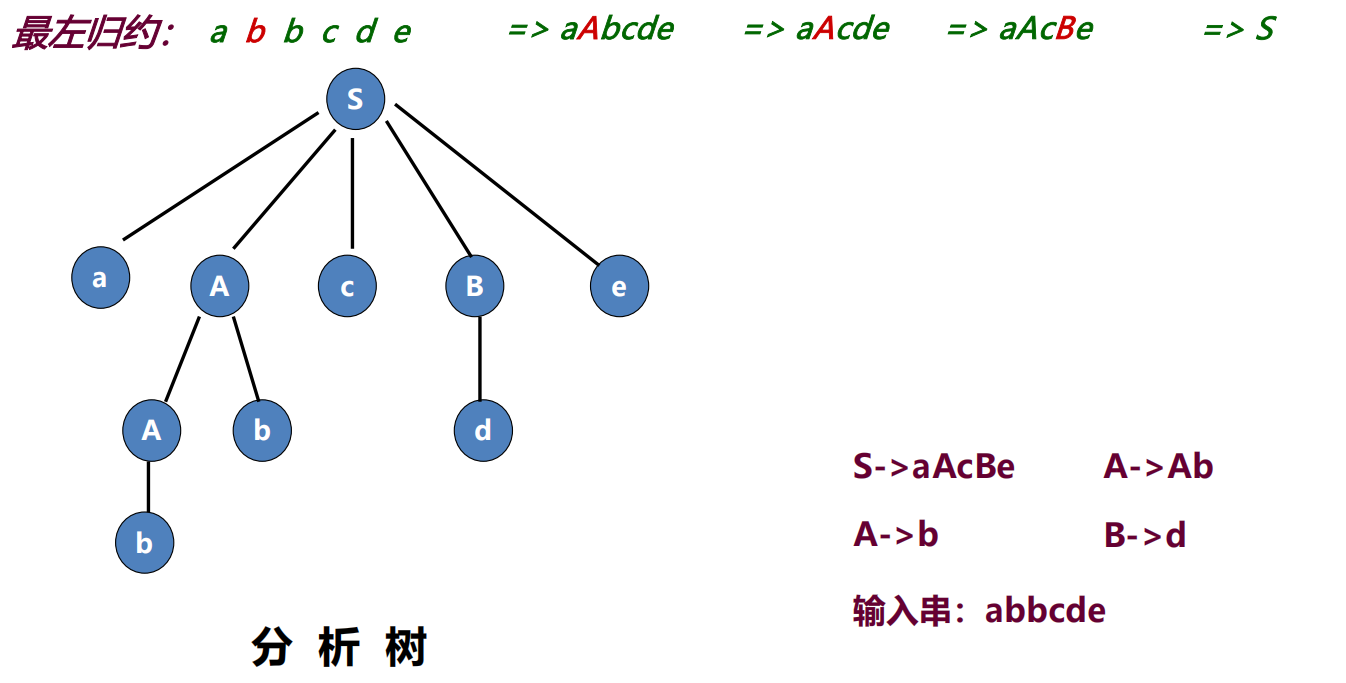 最左归约： a b b c d e => aAbcde => aAcde => aAcBe => S
S
a A c B e
A b d
b
S->aAcBe A->Ab
A->b B->d
输入串：abbcde
分 析 树